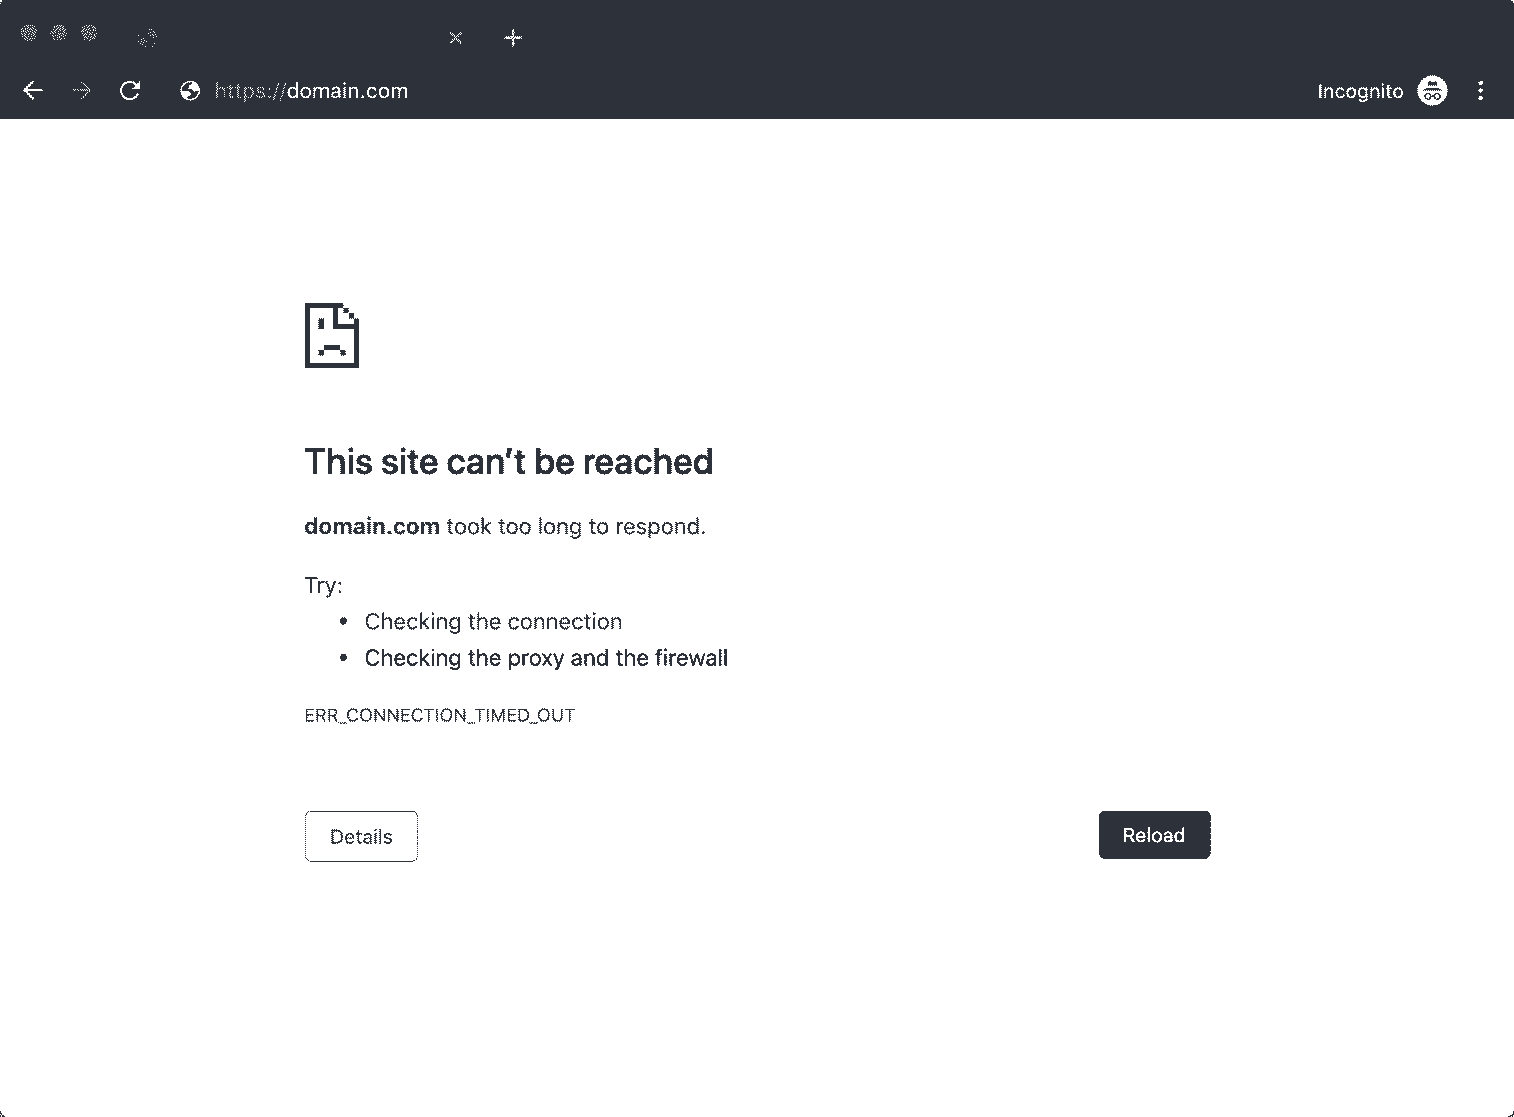 https://domain.com
Incognito
This site can't be reached
domain.com took too long to respond.
Try:
• Checking the connection
• Checking the proxy and the firewall
ERR_CONNECTION_TIMED_OUT
Details
Reload